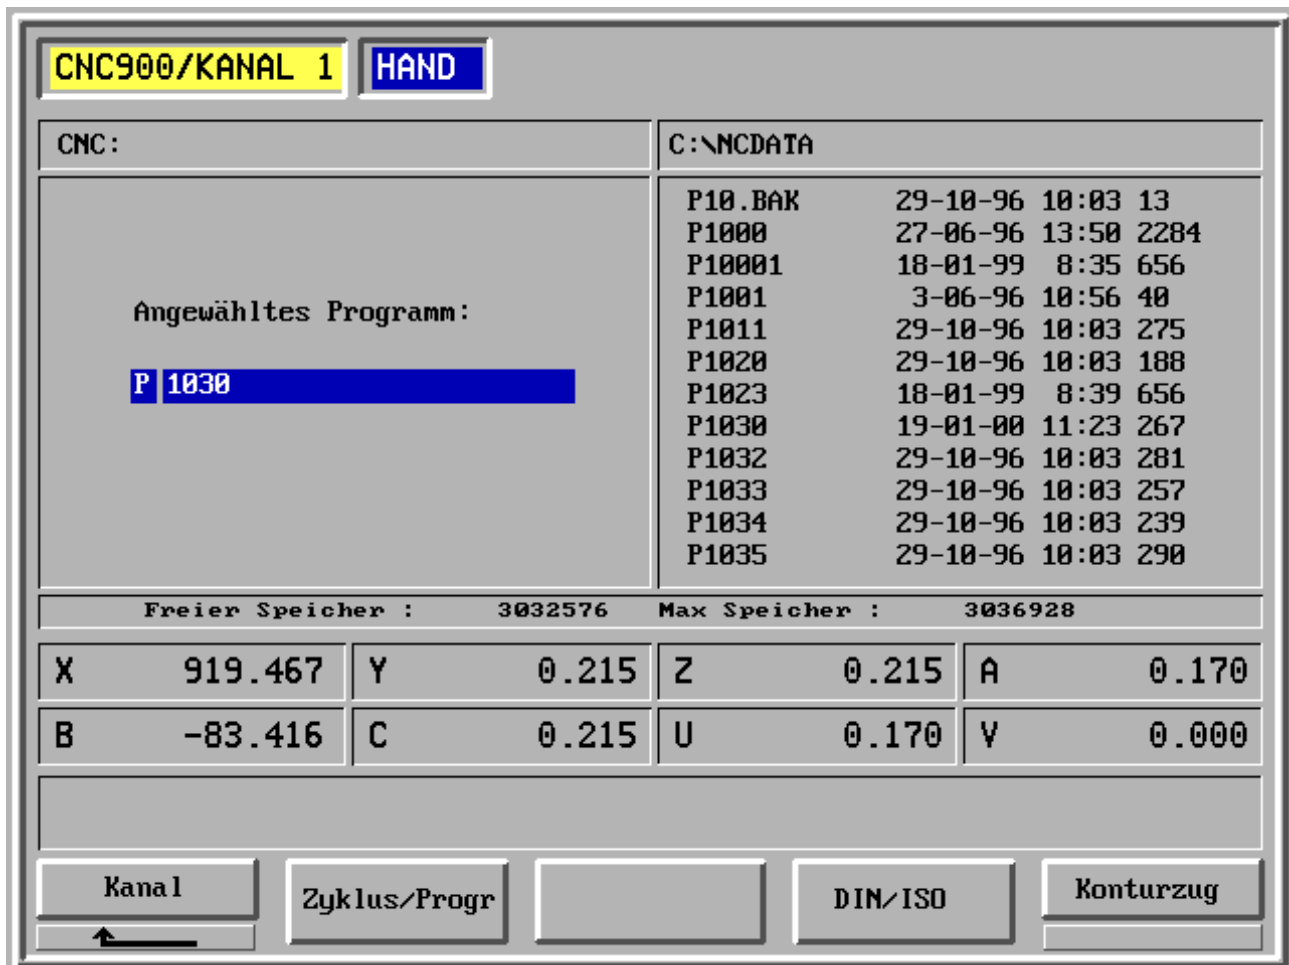 CNC900/KANAL 1 HAND
CNC: C:\NCDATA
P10.BAK 29-10-96 10:03 13
P1000 27-06-96 13:50 2284
P10001 18-01-99 8:35 656
P1001 3-06-96 10:56 40
Angewähltes Programm:
P1011 29-10-96 10:03 275
P1020 29-10-96 10:03 188
P 1030
P1023 18-01-99 8:39 656
P1030 19-01-00 11:23 267
P1032 29-10-96 10:03 281
P1033 29-10-96 10:03 257
P1034 29-10-96 10:03 239
P1035 29-10-96 10:03 290
Freier Speicher : 3032576 Max Speicher : 3036928
X 919.467 Y 0.215 Z 0.215 A 0.170
B -83.416 C 0.215 U 0.170 V 0.000
Kanal Zyklus/Progr DIN/ISO Konturzug